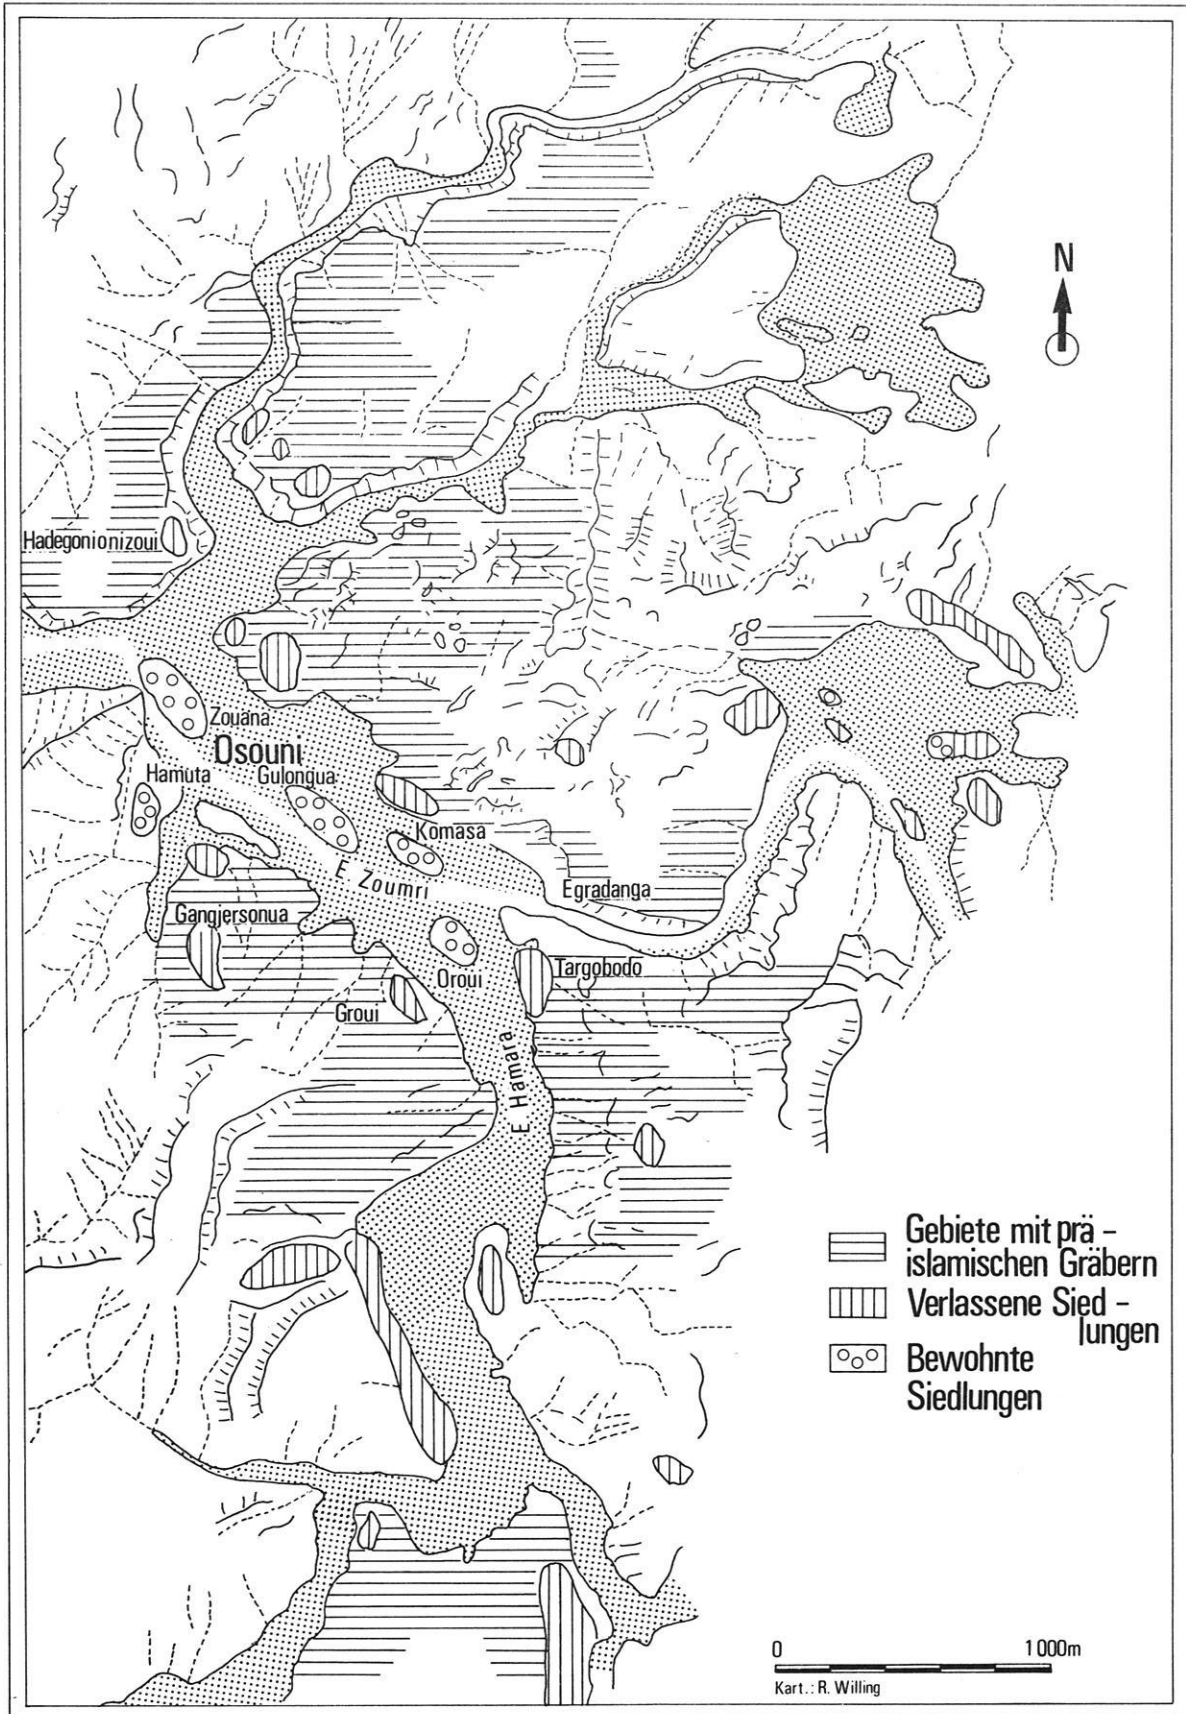 N
Hadegonionizoui
Zouana
Osouni
Hamuta
Gulongua
Komasa
E Zoumri
Egradanga
Gangjersonua
Oroui
Targobodo
Groui
E Hamara
Gebiete mit prä -
islamischen Gräbern
Verlassene Sied -
lungen
Bewohnte
Siedlungen
0 1000m
Kart.: R. Willing